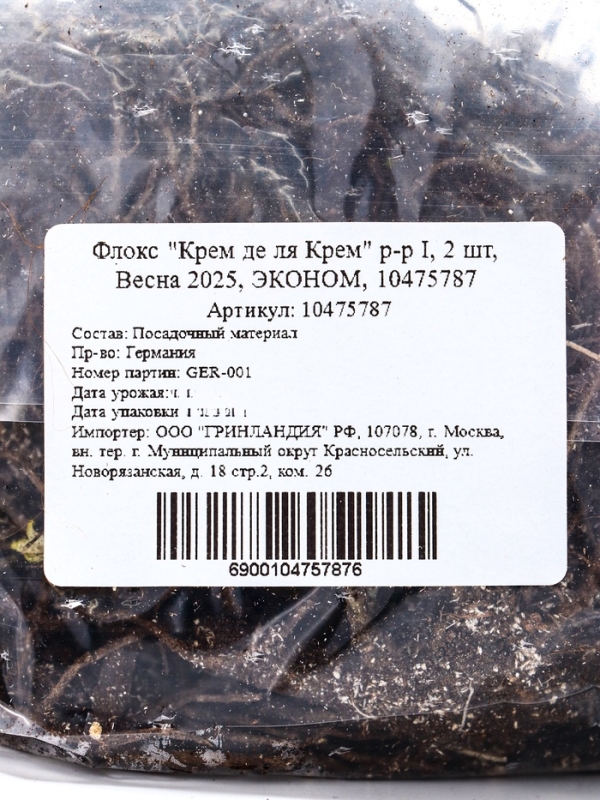 Флокс "Крем де ля Крем" р-р I, 2 шт,
Весна 2025, ЭКОНОМ, 10475787
Артикул: 10475787
Состав: Посадочный материал
Пр-во: Германия
Номер партии: GER-001
Дата урожая:
Дата упаковки
Импортер: ООО "ГРИНЛАНДИЯ" РФ, 107078, г. Москва,
вн. тер. г. Муниципальный округ Красносельский, ул.
Новорязанская, д. 18 стр.2, ком. 26
6900104757876